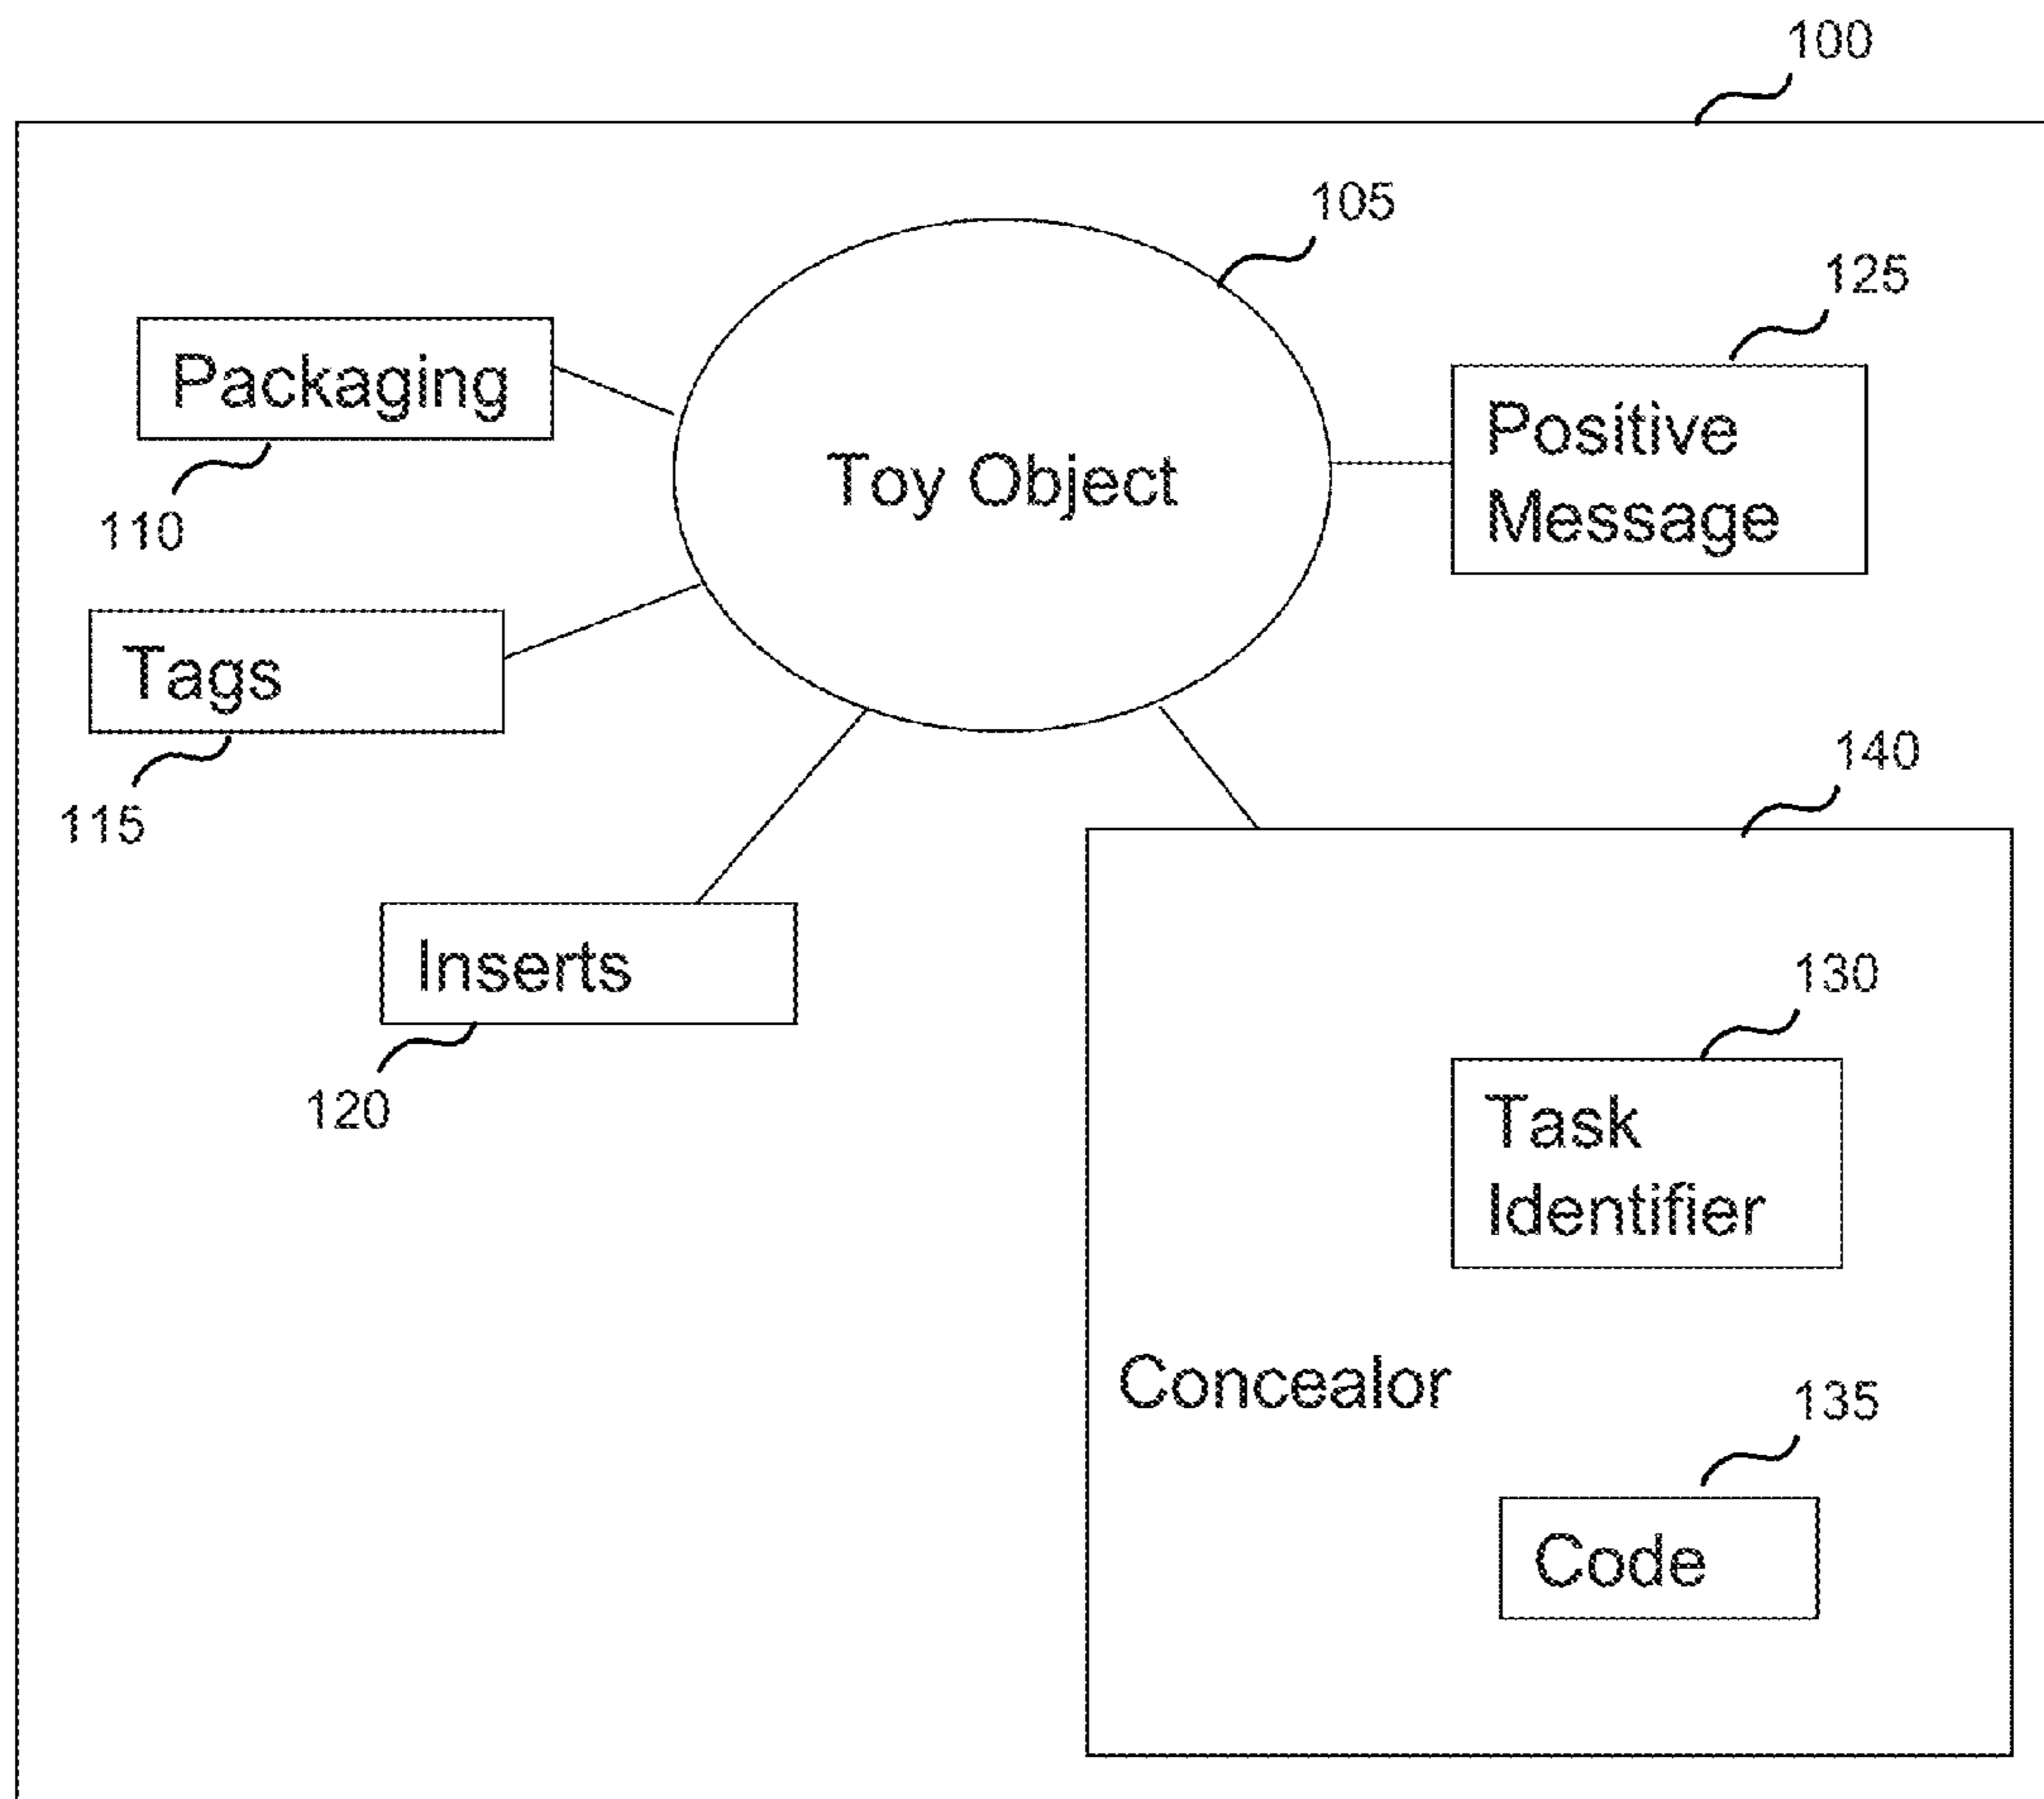 100
105
125
Packaging
Positive
Message
Toy Object
110
Tags
115
140
Inserts
120
130
Task
Identifier
Concealor
135
Code